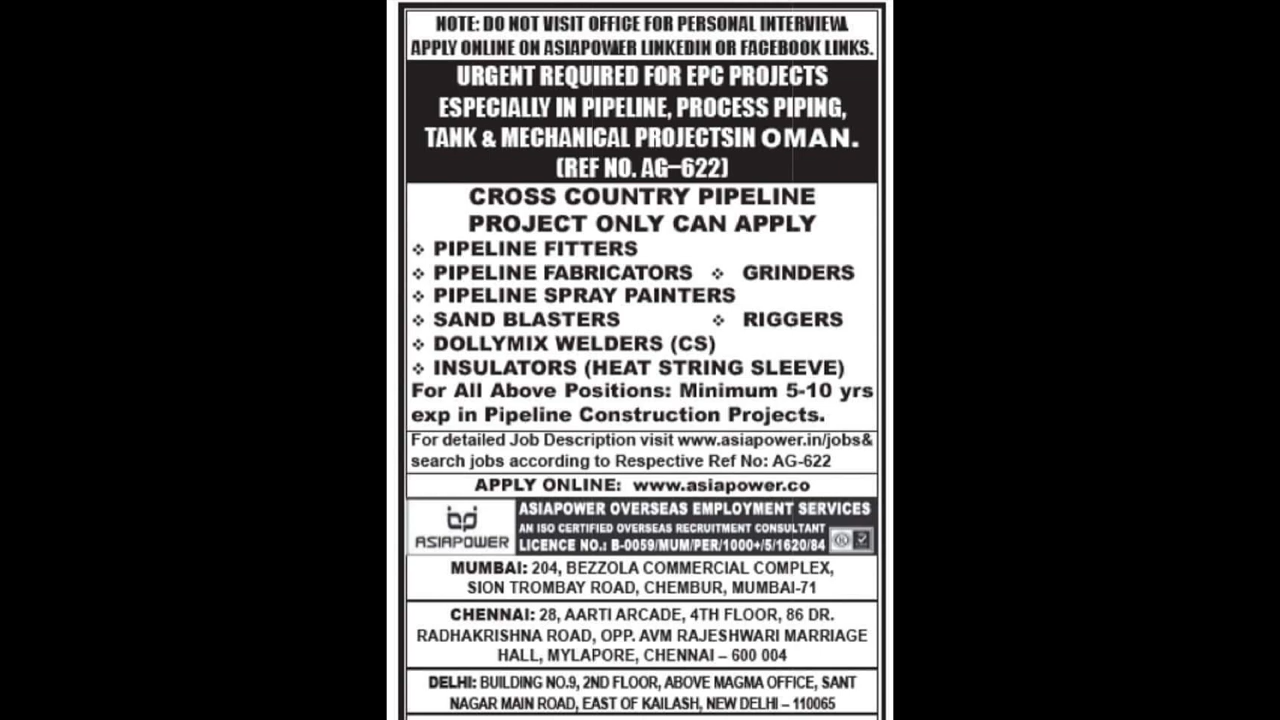 NOTE: DO NOT VISIT OFFICE FOR PERSONAL INTERVIEW.
APPLY ONLINE ON ASIAPOWER LINKEDIN OR FACEBOOK LINKS.
URGENT REQUIRED FOR EPC PROJECTS
ESPECIALLY IN PIPELINE, PROCESS PIPING,
TANK & MECHANICAL PROJECTSIN OMAN.
(REF NO. AG–622)
CROSS COUNTRY PIPELINE
PROJECT ONLY CAN APPLY
❖ PIPELINE FITTERS
❖ PIPELINE FABRICATORS ❖ GRINDERS
❖ PIPELINE SPRAY PAINTERS
❖ SAND BLASTERS ❖ RIGGERS
❖ DOLLYMIX WELDERS (CS)
❖ INSULATORS (HEAT STRING SLEEVE)
For All Above Positions: Minimum 5-10 yrs
exp in Pipeline Construction Projects.
For detailed Job Description visit www.asiapower.in/jobs&
search jobs according to Respective Ref No: AG-622
APPLY ONLINE: www.asiapower.co
ASIAPOWER
ASIAPOWER OVERSEAS EMPLOYMENT SERVICES
AN ISO CERTIFIED OVERSEAS RECRUITMENT CONSULTANT
LICENCE NO.: B-0059/MUM/PER/1000+/5/1620/84
MUMBAI: 204, BEZZOLA COMMERCIAL COMPLEX,
SION TROMBAY ROAD, CHEMBUR, MUMBAI-71
CHENNAI: 28, AARTI ARCADE, 4TH FLOOR, 86 DR.
RADHAKRISHNA ROAD, OPP. AVM RAJESHWARI MARRIAGE
HALL, MYLAPORE, CHENNAI – 600 004
DELHI: BUILDING NO.9, 2ND FLOOR, ABOVE MAGMA OFFICE, SANT
NAGAR MAIN ROAD, EAST OF KAILASH, NEW DELHI – 110065